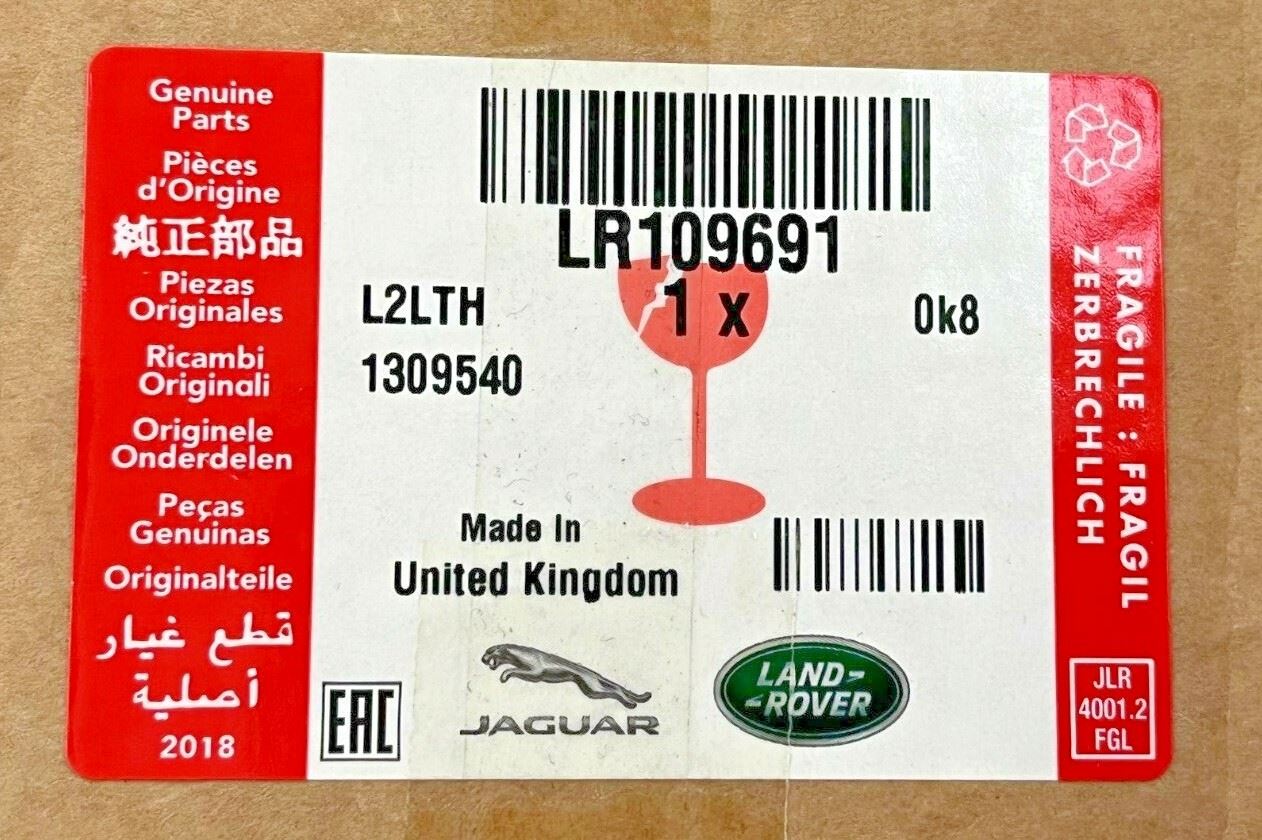 Genuine
Parts
Pièces
d'Origine
純正部品
Piezas
Originales
Ricambi
Originali
Originele
Onderdelen
Peças
Genuinas
Originalteile
قطع غيار
أصلية
2018
LR109691
L2LTH
1 x
0k8
1309540
Made In
United Kingdom
EAC
JAGUAR
LAND-
-ROVER
FRAGILE : FRAGIL
ZERBRECHLICH
JLR
4001.2
FGL